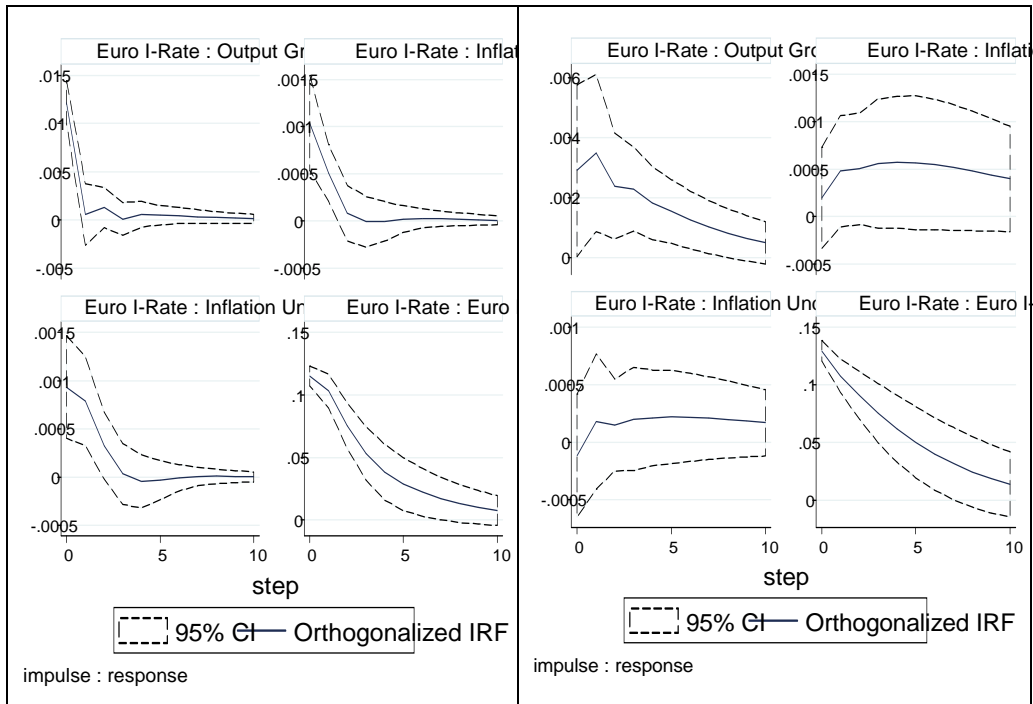 Euro I-Rate : Output Gr
Euro I-Rate : Inflat
.015
.01
.005
0
-.005
.0015
.001
.0005
0
-.0005
Euro I-Rate : Inflation Un
Euro I-Rate : Euro
.0015
.001
.0005
0
-.0005
.15
.1
.05
0
0 5 10
0 5 10
step
95% CI Orthogonalized IRF
impulse : response
Euro I-Rate : Output Gro
Euro I-Rate : Inflati
.006
.004
.002
0
.0015
.001
.0005
0
-.0005
Euro I-Rate : Inflation Unc
Euro I-Rate : Euro I-
.001
.0005
0
-.0005
.15
.1
.05
0
0 5 10
0 5 10
step
95% CI Orthogonalized IRF
impulse : response